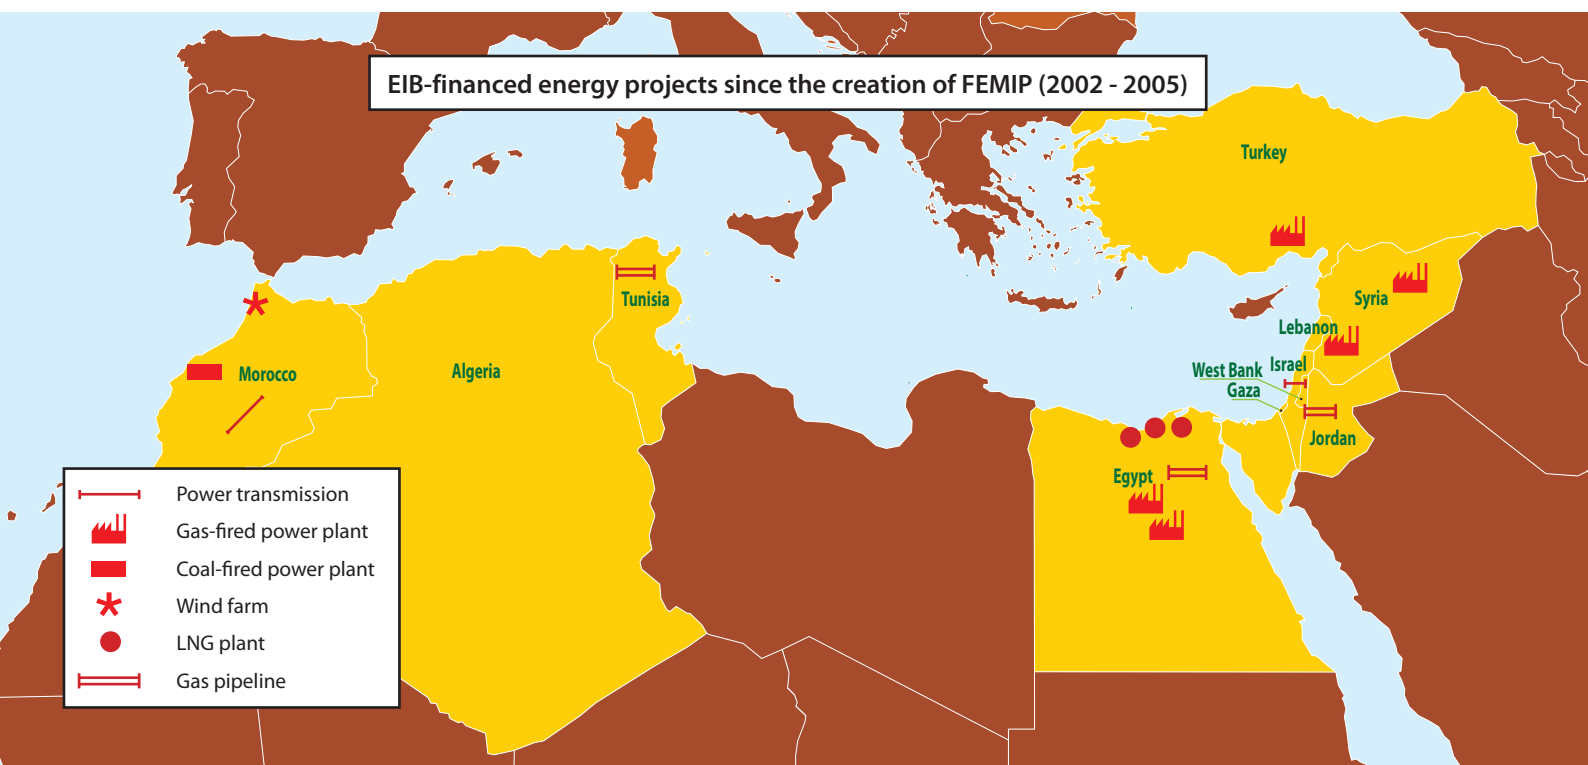 EIB-financed energy projects since the creation of FEMIP (2002 - 2005)
Turkey
Tunisia
Syria
Lebanon
Israel
West Bank
Gaza
Morocco
Algeria
Jordan
Egypt
Power transmission
Gas-fired power plant
Coal-fired power plant
Wind farm
LNG plant
Gas pipeline